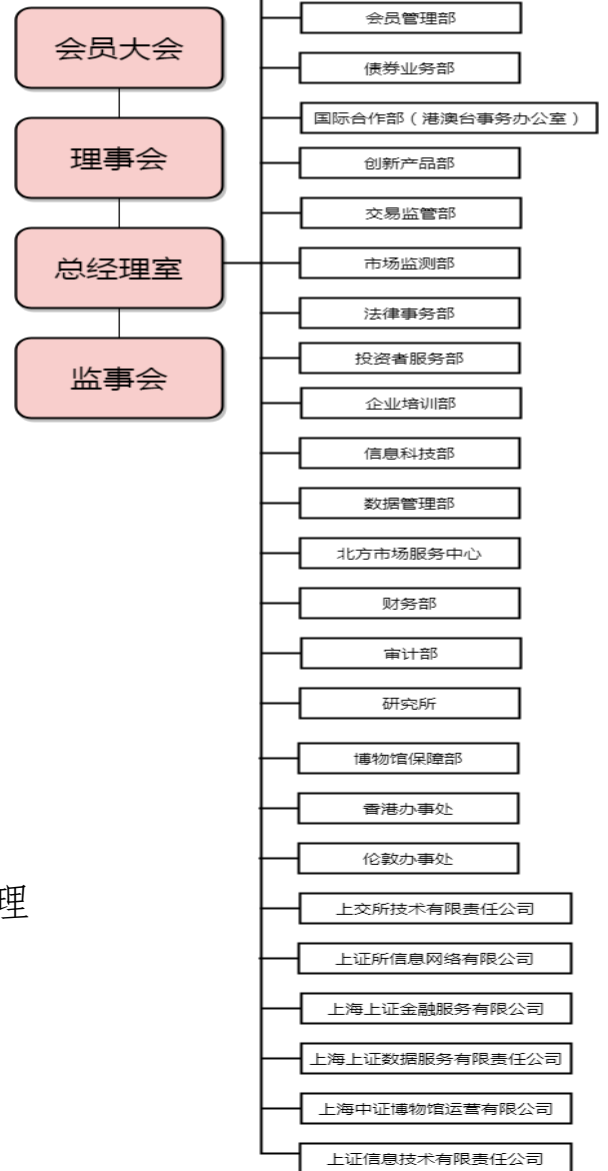 会员大会
理事会
总经理室
监事会
会员管理部
债券业务部
国际合作部（港澳台事务办公室）
创新产品部
交易监管部
市场监测部
法律事务部
投资者服务部
企业培训部
信息科技部
数据管理部
北方市场服务中心
财务部
审计部
研究所
博物馆保障部
香港办事处
伦敦办事处
上交所技术有限责任公司
上证所信息网络有限公司
上海上证金融服务有限公司
上海上证数据服务有限责任公司
上海中证博物馆运营有限公司
上证信息技术有限责任公司
理